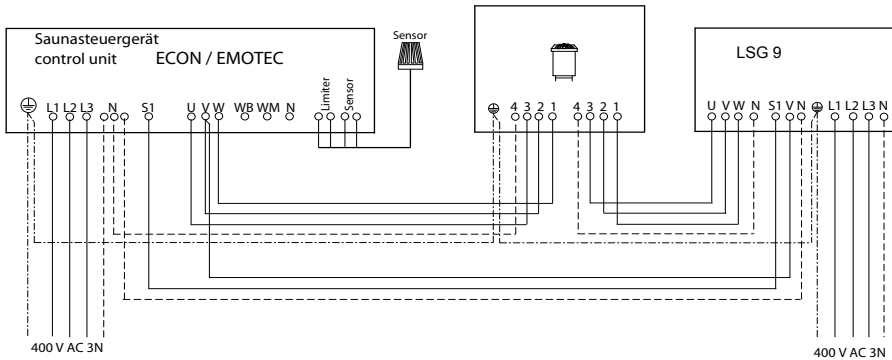 Saunasteuergerät
control unit ECON / EMOTEC
L1 L2 L3 N S1 U V W WB WM N Limiter Sensor
Sensor
4 3 2 1 4 3 2 1
LSG 9
U V W N S1 V N L1 L2 L3 N
400 V AC 3N
400 V AC 3N